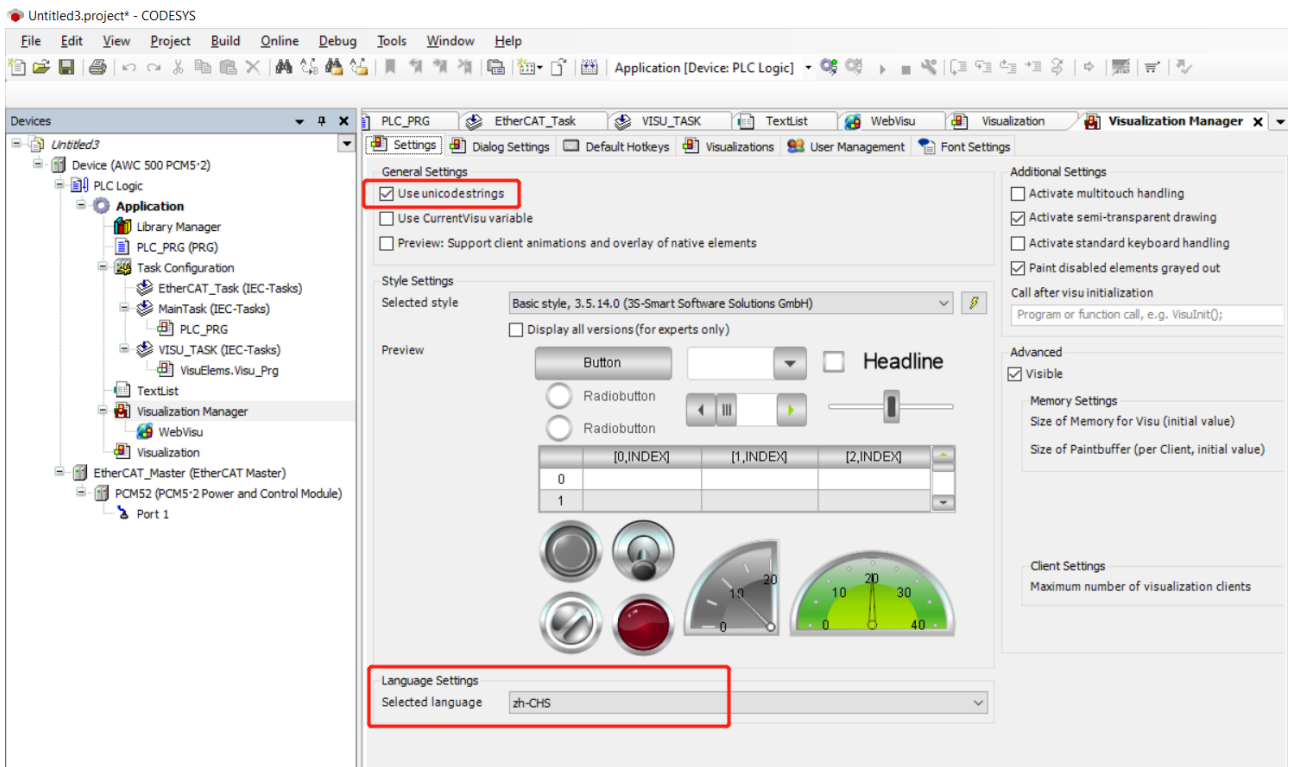 Untitled3.project* - CODESYS
File Edit View Project Build Online Debug Tools Window Help
Application [Device: PLC Logic]
Devices
Untitled3
Device (AWC 500 PCM5·2)
PLC Logic
Application
Library Manager
PLC_PRG (PRG)
Task Configuration
EtherCAT_Task (IEC-Tasks)
MainTask (IEC-Tasks)
PLC_PRG
VISU_TASK (IEC-Tasks)
VisuElems.Visu_Prg
TextList
Visualization Manager
WebVisu
Visualization
EtherCAT_Master (EtherCAT Master)
PCM52 (PCM5·2 Power and Control Module)
Port 1
PLC_PRG EtherCAT_Task VISU_TASK TextList WebVisu Visualization Visualization Manager
Settings Dialog Settings Default Hotkeys Visualizations User Management Font Settings
General Settings
Use unicodestrings
Use CurrentVisu variable
Preview: Support client animations and overlay of native elements
Style Settings
Selected style Basic style, 3.5.14.0 (3S-Smart Software Solutions GmbH)
Display all versions (for experts only)
Preview
Button Headline
Radiobutton
Radiobutton
[0,INDEX] [1,INDEX] [2,INDEX]
0
1
0 10 20
0 10 20 30 40
Language Settings
Selected language zh-CHS
Additional Settings
Activate multitouch handling
Activate semi-transparent drawing
Activate standard keyboard handling
Paint disabled elements grayed out
Call after visu initialization
Program or function call, e.g. VisuInit();
Advanced
Visible
Memory Settings
Size of Memory for Visu (initial value)
Size of Paintbuffer (per Client, initial value)
Client Settings
Maximum number of visualization clients